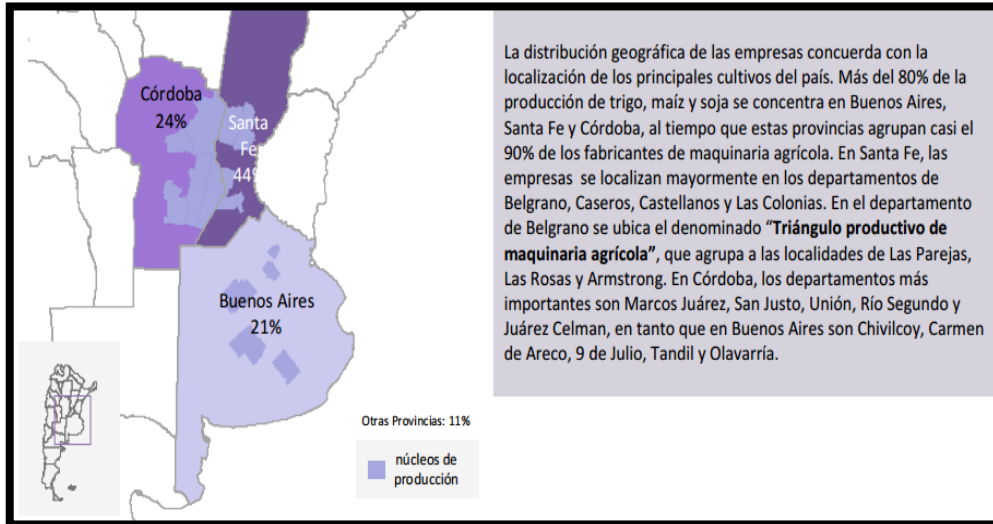 Córdoba
24%
Santa
Fe
44%
Buenos Aires
21%
Otras Provincias: 11%
núcleos de
producción
La distribución geográfica de las empresas concuerda con la
localización de los principales cultivos del país. Más del 80% de la
producción de trigo, maíz y soja se concentra en Buenos Aires,
Santa Fe y Córdoba, al tiempo que estas provincias agrupan casi el
90% de los fabricantes de maquinaria agrícola. En Santa Fe, las
empresas se localizan mayormente en los departamentos de
Belgrano, Caseros, Castellanos y Las Colonias. En el departamento
de Belgrano se ubica el denominado “Triángulo productivo de
maquinaria agrícola”, que agrupa a las localidades de Las Parejas,
Las Rosas y Armstrong. En Córdoba, los departamentos más
importantes son Marcos Juárez, San Justo, Unión, Río Segundo y
Juárez Celman, en tanto que en Buenos Aires son Chivilcoy, Carmen
de Areco, 9 de Julio, Tandil y Olavarría.